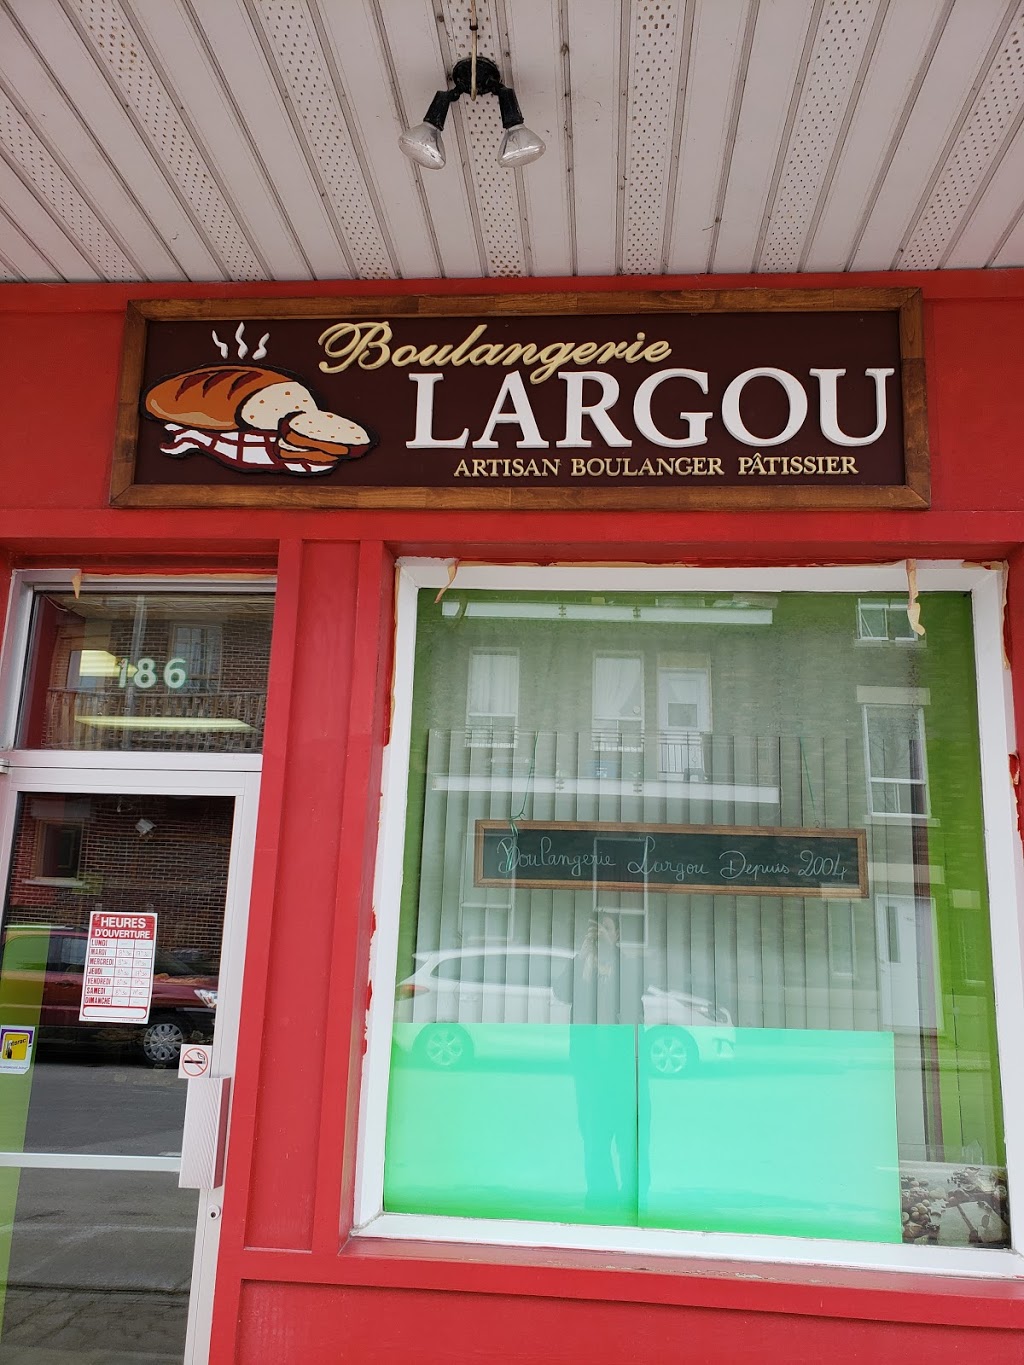 Boulangerie
LARGOU
ARTISAN BOULANGER PÂTISSIER
186
Boulangerie Largou Depuis 2004
HEURES
D'OUVERTURE
LUNDI
MARDI
MERCREDI
JEUDI
VENDREDI
SAMEDI
DIMANCHE